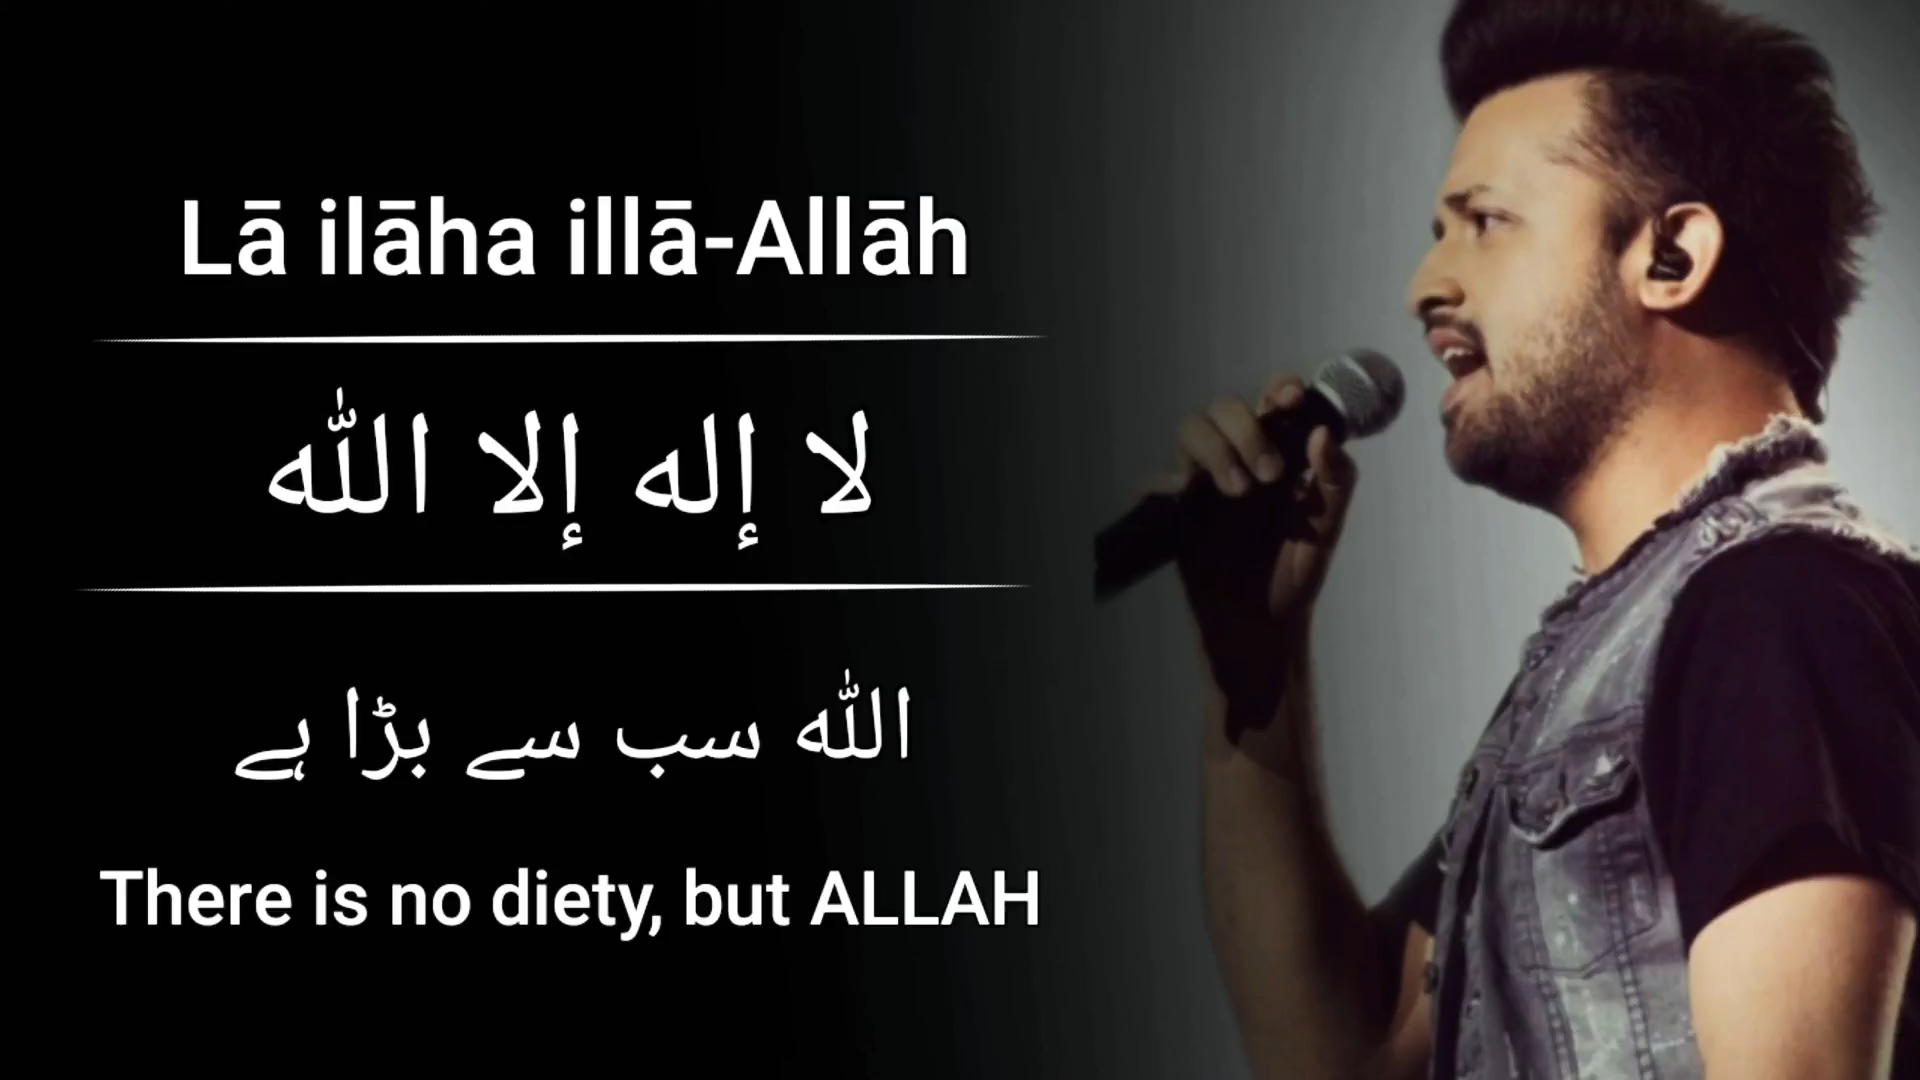 Lā ilāha illā-Allāh
لا إله إلا الله
الله سب سے بڑا ہے
There is no diety, but ALLAH